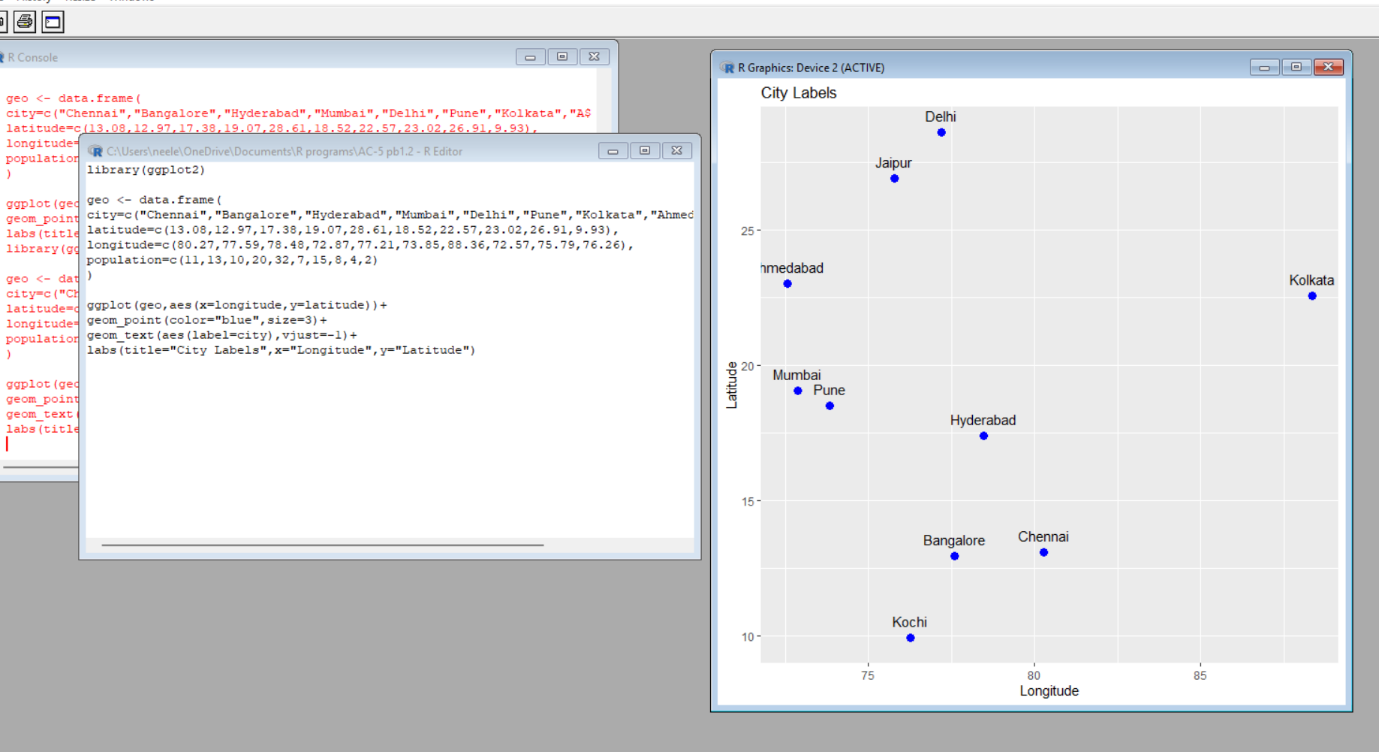 History Resize Windows
R Console
geo <- data.frame(
city=c("Chennai","Bangalore","Hyderabad","Mumbai","Delhi","Pune","Kolkata","A$
latitude=c(13.08,12.97,17.38,19.07,28.61,18.52,22.57,23.02,26.91,9.93),
longitude=
population
)
ggplot(geo
geom_point
labs(title
library(gg
geo <- dat
city=c("Ch
latitude=c
longitude=
population
)
ggplot(geo
geom_point
geom_text(
labs(title
C:\Users\neele\OneDrive\Documents\R programs\AC-5 pb1.2 - R Editor
library(ggplot2)
geo <- data.frame(
city=c("Chennai","Bangalore","Hyderabad","Mumbai","Delhi","Pune","Kolkata","Ahmed
latitude=c(13.08,12.97,17.38,19.07,28.61,18.52,22.57,23.02,26.91,9.93),
longitude=c(80.27,77.59,78.48,72.87,77.21,73.85,88.36,72.57,75.79,76.26),
population=c(11,13,10,20,32,7,15,8,4,2)
)
ggplot(geo,aes(x=longitude,y=latitude))+
geom_point(color="blue",size=3)+
geom_text(aes(label=city),vjust=-1)+
labs(title="City Labels",x="Longitude",y="Latitude")
R Graphics: Device 2 (ACTIVE)
City Labels
Delhi
Jaipur
25
hmedabad
Kolkata
20
Mumbai
Pune
Latitude
Hyderabad
15
Bangalore
Chennai
Kochi
10
75 80 85
Longitude